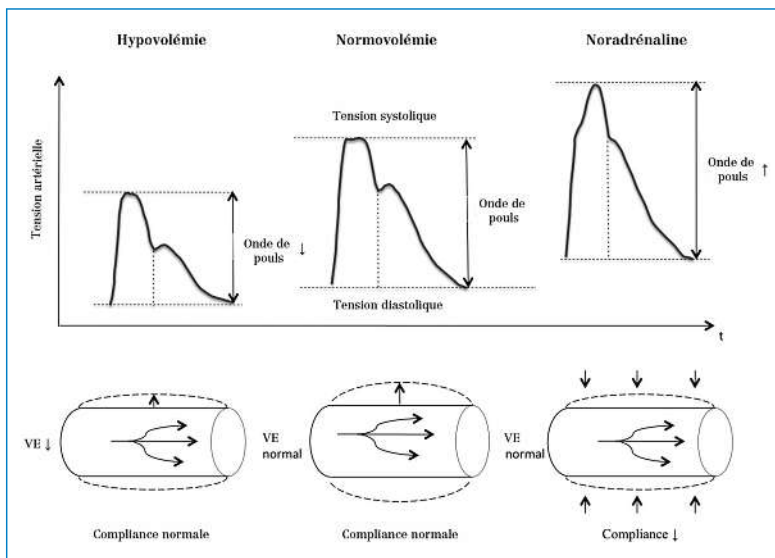 Hypovolémie
Normovolémie
Noradrénaline
Tension artérielle
Tension systolique
Onde de
pouls ↓
Onde de
pouls
Onde de
pouls ↑
Tension diastolique
t
VE ↓
VE
normal
VE
normal
Compliance normale
Compliance normale
Compliance ↓